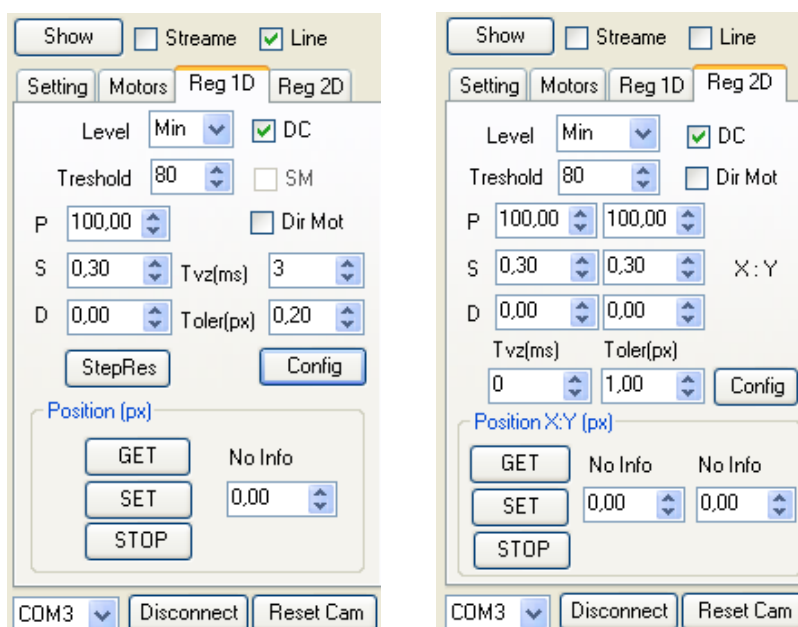 Show Streame Line
Setting Motors Reg 1D Reg 2D
Level Min DC
Treshold 80 SM
P 100,00 Dir Mot
S 0,30 Tvz(ms) 3
D 0,00 Toler(px) 0,20
StepRes Config
Position (px)
GET No Info
SET 0,00
STOP
COM3 Disconnect Reset Cam
Show Streame Line
Setting Motors Reg 1D Reg 2D
Level Min DC
Treshold 80 Dir Mot
P 100,00 100,00
S 0,30 0,30 X:Y
D 0,00 0,00
Tvz(ms) Toler(px)
0 1,00 Config
Position X:Y (px)
GET No Info No Info
SET 0,00 0,00
STOP
COM3 Disconnect Reset Cam